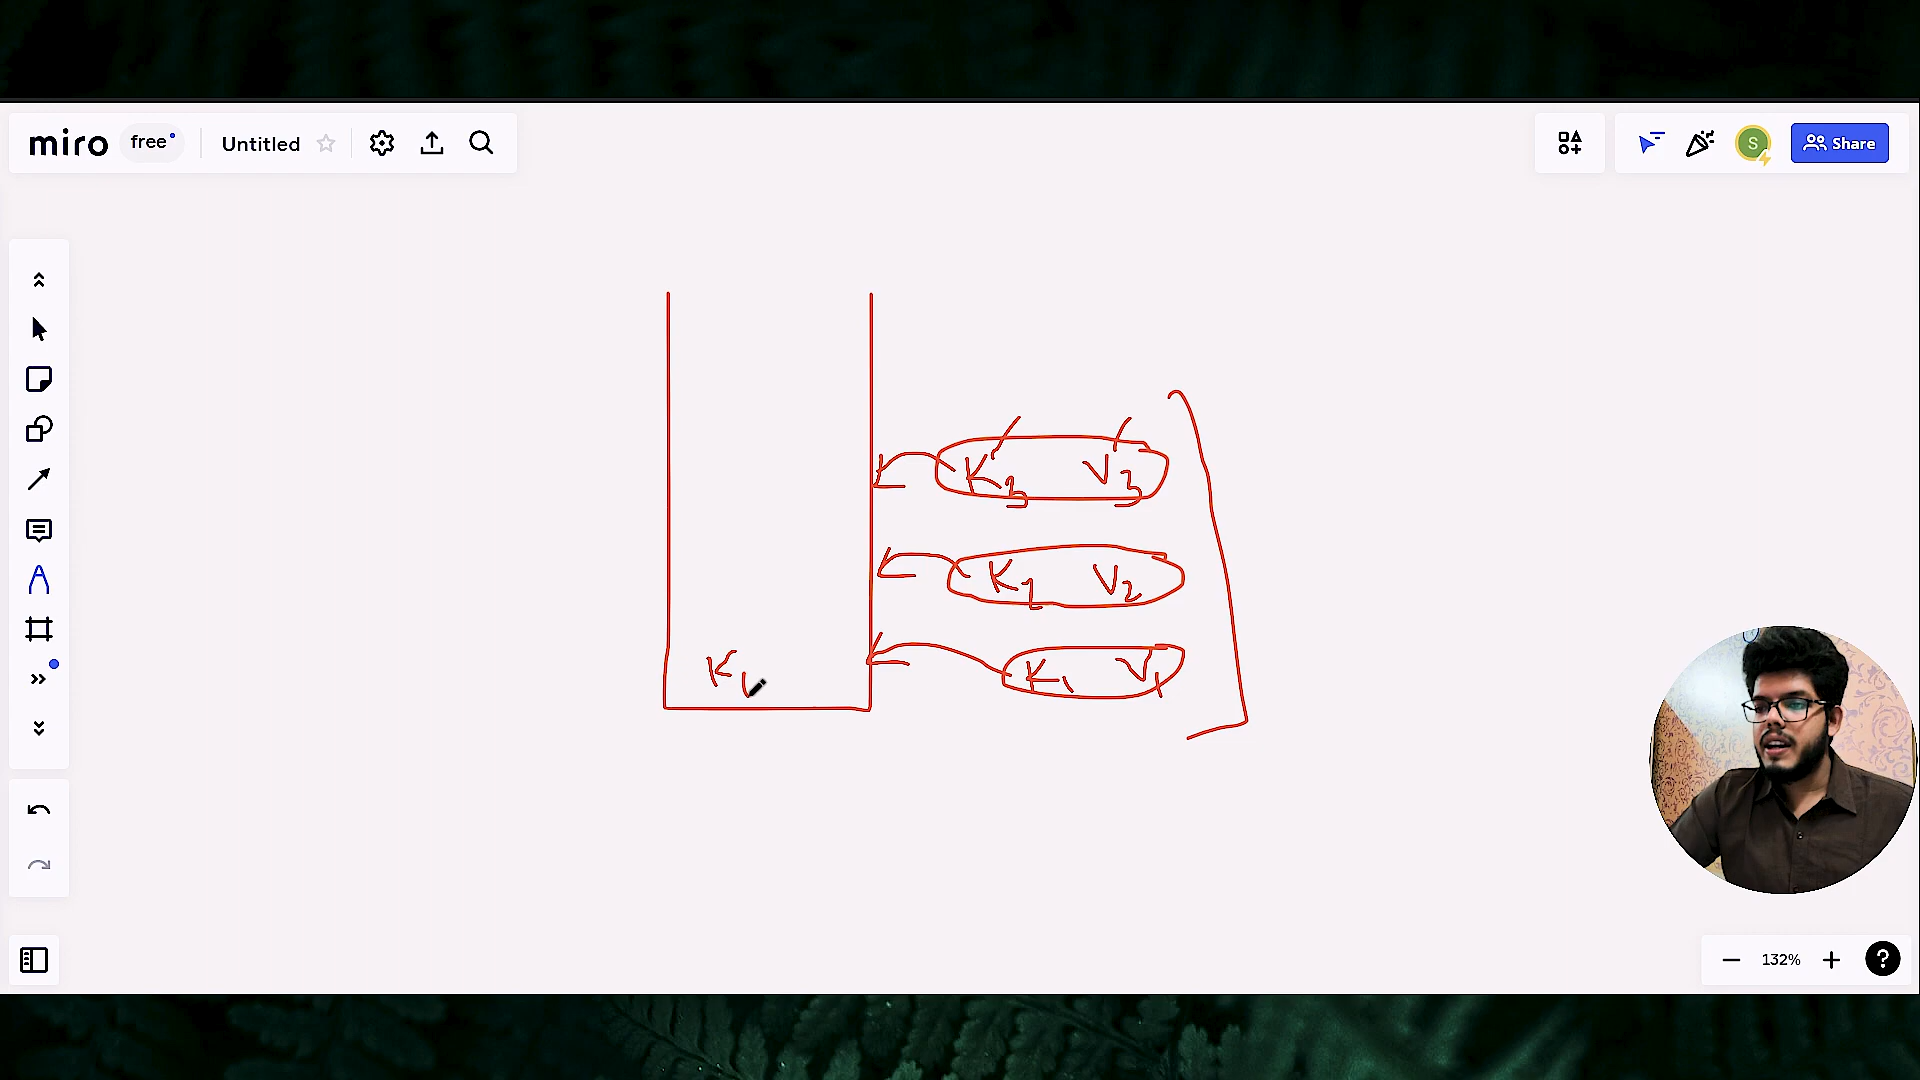 miro free Untitled
S Share
K3 V3
K2 V2
K1 V1
K1
132% ?